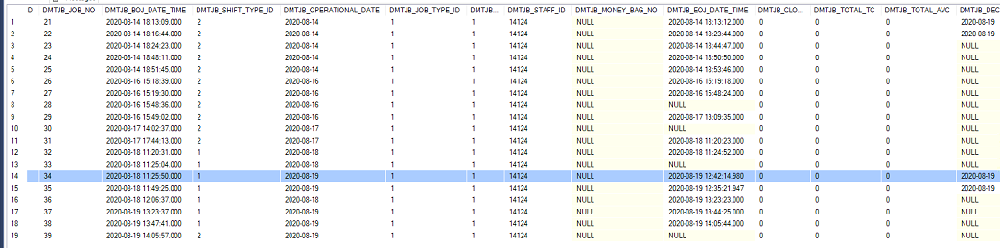 D DMTJB_JOB_NO DMTJB_BOJ_DATE_TIME DMTJB_SHIFT_TYPE_ID DMTJB_OPERATIONAL_DATE DMTJB_JOB_TYPE_ID DMTJB... DMTJB_STAFF_ID DMTJB_MONEY_BAG_NO DMTJB_EOJ_DATE_TIME DMTJB_CLO... DMTJB_TOTAL_TC DMTJB_TOTAL_AVC DMTJB_DEC
1 21 2020-08-14 18:13:09.000 2 2020-08-14 1 1 14124 NULL 2020-08-14 18:13:12.000 0 0 0 2020-08-19
2 22 2020-08-14 18:16:44.000 2 2020-08-14 1 1 14124 NULL 2020-08-14 18:23:44.000 0 0 0 2020-08-19
3 23 2020-08-14 18:24:23.000 2 2020-08-14 1 1 14124 NULL 2020-08-14 18:44:47.000 0 0 0 NULL
4 24 2020-08-14 18:48:11.000 2 2020-08-14 1 1 14124 NULL 2020-08-14 18:50:50.000 0 0 0 NULL
5 25 2020-08-14 18:51:45.000 2 2020-08-14 1 1 14124 NULL 2020-08-14 18:53:46.000 0 0 0 NULL
6 26 2020-08-16 15:18:39.000 2 2020-08-16 1 1 14124 NULL 2020-08-16 15:19:18.000 0 0 0 NULL
7 27 2020-08-16 15:19:30.000 2 2020-08-16 1 1 14124 NULL 2020-08-16 15:48:24.000 0 0 0 NULL
8 28 2020-08-16 15:48:36.000 2 2020-08-16 1 1 14124 NULL NULL 0 0 0 NULL
9 29 2020-08-16 15:49:02.000 2 2020-08-16 1 1 14124 NULL 2020-08-17 13:09:35.000 0 0 0 NULL
10 30 2020-08-17 14:02:37.000 2 2020-08-17 1 1 14124 NULL NULL 0 0 0 NULL
11 31 2020-08-17 17:44:13.000 2 2020-08-17 1 1 14124 NULL 2020-08-18 11:20:23.000 0 0 0 NULL
12 32 2020-08-18 11:20:31.000 1 2020-08-18 1 1 14124 NULL 2020-08-18 11:24:52.000 0 0 0 NULL
13 33 2020-08-18 11:25:04.000 1 2020-08-18 1 1 14124 NULL NULL 0 0 0 NULL
14 34 2020-08-18 11:25:50.000 1 2020-08-19 1 1 14124 NULL 2020-08-19 12:42:14.980 0 0 0 2020-08-19
15 35 2020-08-18 11:49:25.000 1 2020-08-19 1 1 14124 NULL 2020-08-19 12:35:21.947 0 0 0 2020-08-19
16 36 2020-08-18 12:06:37.000 1 2020-08-18 1 1 14124 NULL 2020-08-19 13:23:23.000 0 0 0 NULL
17 37 2020-08-19 13:23:37.000 1 2020-08-19 1 1 14124 NULL 2020-08-19 13:44:25.000 0 0 0 NULL
18 38 2020-08-19 13:47:41.000 1 2020-08-19 1 1 14124 NULL 2020-08-19 14:05:44.000 0 0 0 NULL
19 39 2020-08-19 14:05:57.000 2 2020-08-19 1 1 14124 NULL NULL 0 0 0 NULL